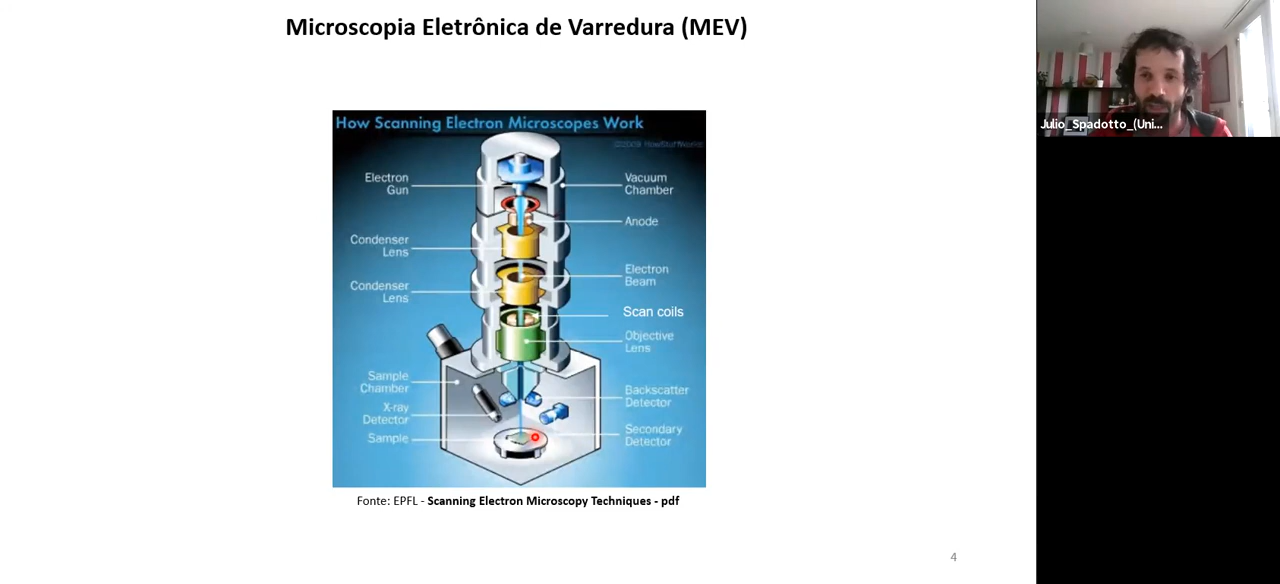 Microscopia Eletrônica de Varredura (MEV)
Julio_Spadotto_(Uni...
How Scanning Electron Microscopes Work
©2009 HowStuffWorks
Electron
Gun
Vacuum
Chamber
Anode
Condenser
Lens
Electron
Beam
Condenser
Lens
Scan coils
Objective
Lens
Sample
Chamber
Backscatter
Detector
X-ray
Detector
Secondary
Detector
Sample
Fonte: EPFL - Scanning Electron Microscopy Techniques - pdf
4